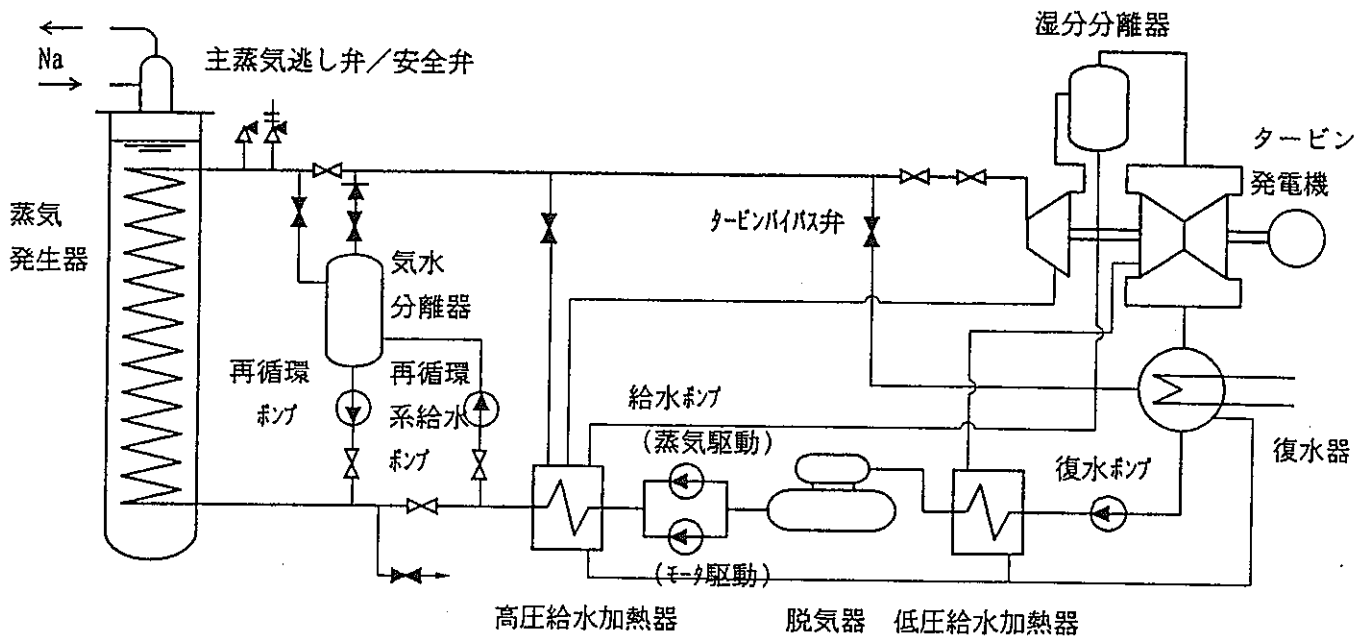 湿分分離器
Na
主蒸気逃し弁／安全弁
タービン
発電機
蒸気
発生器
タービンバイパス弁
気水
分離器
再循環
ポンプ
再循環
系給水
ポンプ
給水ポンプ
(蒸気駆動)
(モータ駆動)
復水ポンプ
復水器
高圧給水加熱器
脱気器
低圧給水加熱器